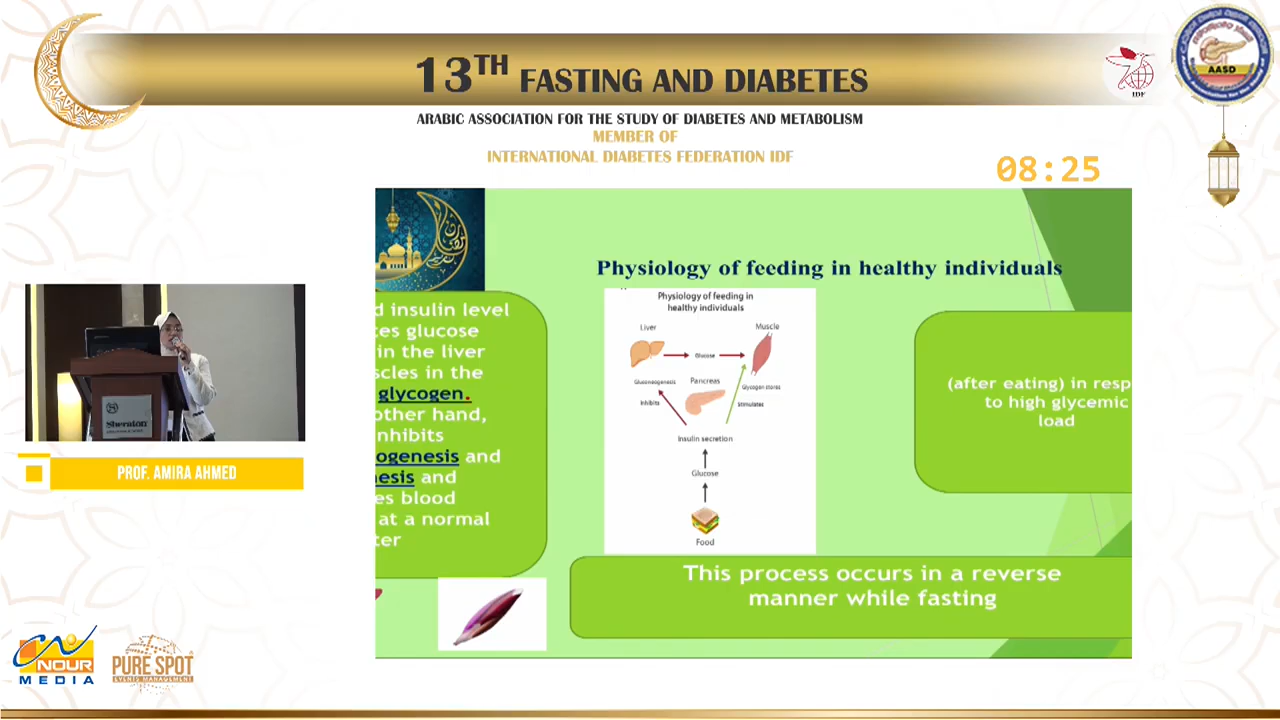 13TH FASTING AND DIABETES
ARABIC ASSOCIATION FOR THE STUDY OF DIABETES AND METABOLISM
MEMBER OF
INTERNATIONAL DIABETES FEDERATION IDF
IDF
AASD
08:25
Physiology of feeding in healthy individuals
d insulin level
es glucose
in the liver
scles in the
glycogen.
other hand,
nhibits
ogenesis and
nesis and
es blood
at a normal
ter
Physiology of feeding in
healthy individuals
Liver
Muscle
Glucose
Gluconeogenesis
Pancreas
Glycogen stores
Inhibits
Stimulates
Insulin secretion
Glucose
Food
(after eating) in resp
to high glycemic
load
This process occurs in a reverse
manner while fasting
Sheraton
PROF. AMIRA AHMED
NOUR
MEDIA
PURE SPOT
EVENTS MANAGEMENT